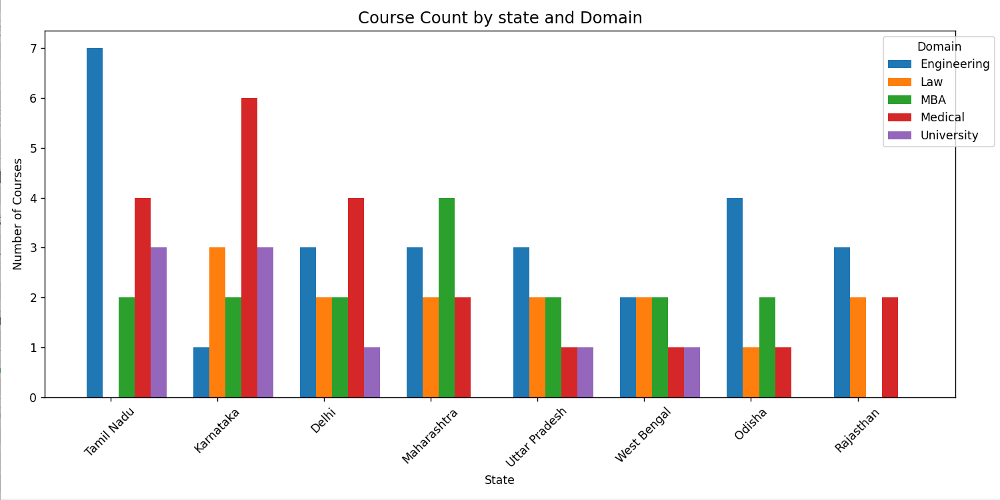 Course Count by state and Domain
Domain
Engineering
Law
MBA
Medical
University
Number of Courses
7
6
5
4
3
2
1
0
Tamil Nadu
Karnataka
Delhi
Maharashtra
Uttar Pradesh
West Bengal
Odisha
Rajasthan
State